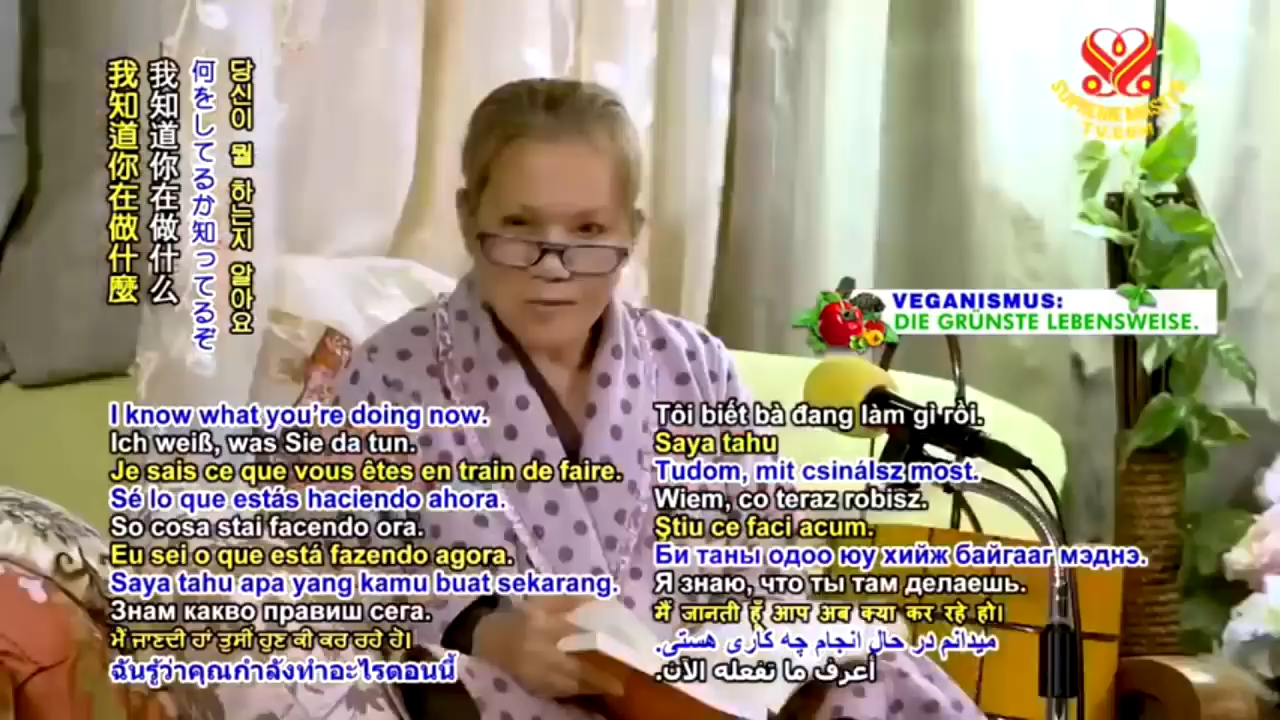 我知道你在做什麼
我知道你在做什么
何をしてるか知ってるぞ
당신이 뭘 하는지 알아요
SUPREME MASTER
TV.COM
VEGANISMUS:
DIE GRÜNSTE LEBENSWEISE.
I know what you're doing now.
Ich weiß, was Sie da tun.
Je sais ce que vous êtes en train de faire.
Sé lo que estás haciendo ahora.
So cosa stai facendo ora.
Eu sei o que está fazendo agora.
Saya tahu apa yang kamu buat sekarang.
Знам какво правиш сега.
ਮੈਂ ਜਾਣਦੀ ਹਾਂ ਤੁਸੀਂ ਹੁਣ ਕੀ ਕਰ ਰਹੇ ਹੋ।
ฉันรู้ว่าคุณกำลังทำอะไรตอนนี้
Tôi biết bà đang làm gì rồi.
Saya tahu
Tudom, mit csinálsz most.
Wiem, co teraz robisz.
Ştiu ce faci acum.
Би таны одоо юу хийж байгааг мэднэ.
Я знаю, что ты там делаешь.
मैं जानती हूँ आप अब क्या कर रहे हो।
میدانم در حال انجام چه کاری هستی.
أعرف ما تفعله الآن.